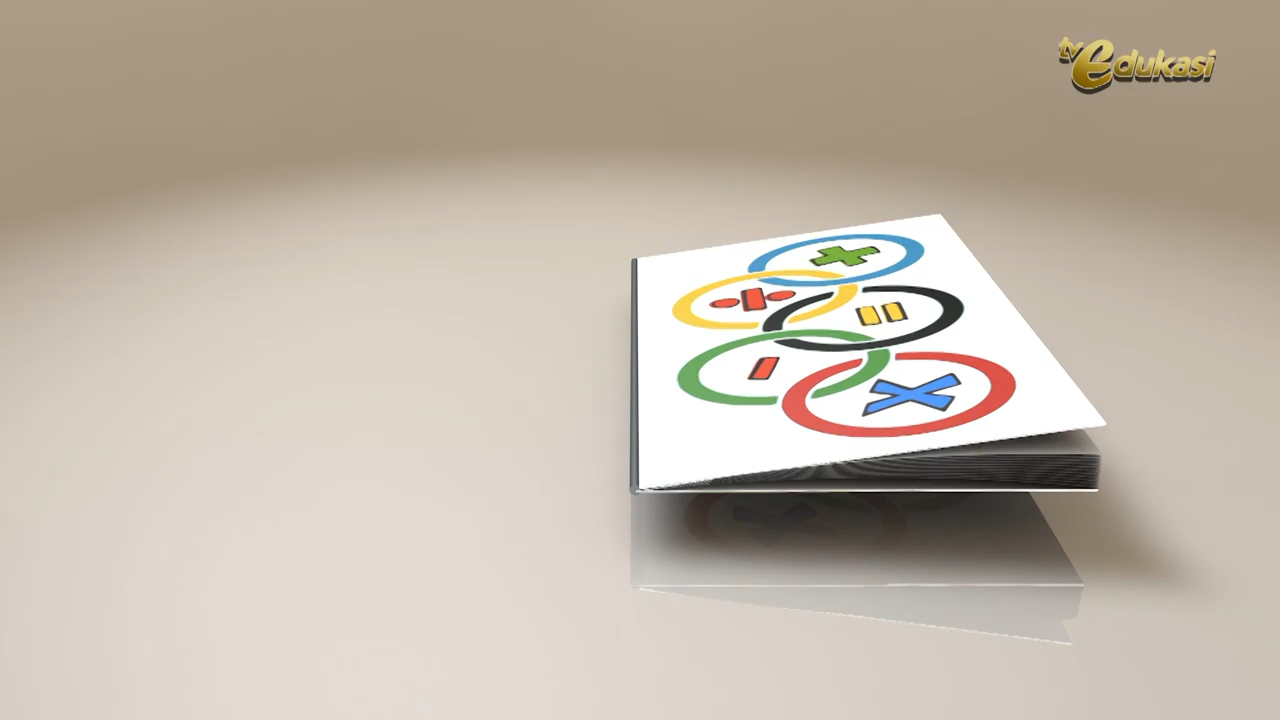 tv edukasi
+
÷ =
- ×